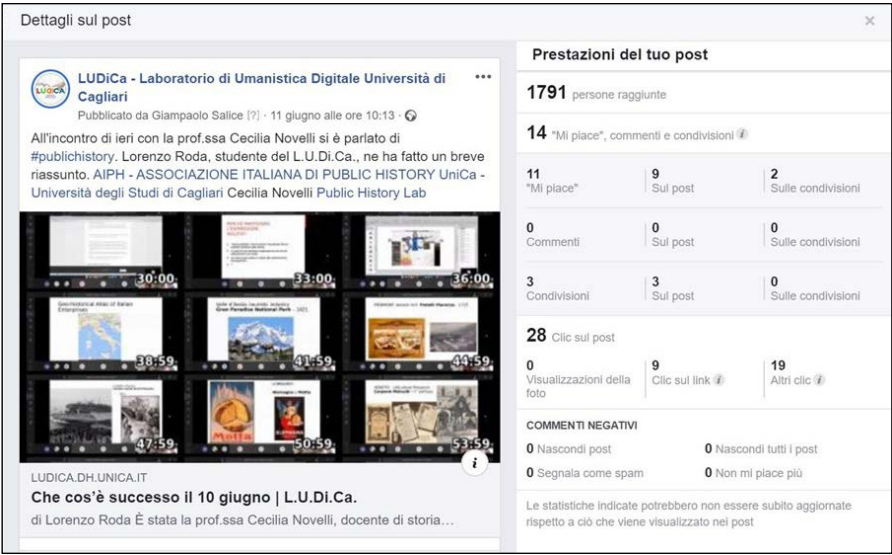 Dettagli sul post
LUDiCa - Laboratorio di Umanistica Digitale Università di
Cagliari
Pubblicato da Giampaolo Salice [?] · 11 giugno alle ore 10:13 ·
All'incontro di ieri con la prof.ssa Cecilia Novelli si è parlato di
#publichistory. Lorenzo Roda, studente del L.U.Di.Ca., ne ha fatto un breve
riassunto. AIPH - ASSOCIAZIONE ITALIANA DI PUBLIC HISTORY UniCa -
Università degli Studi di Cagliari Cecilia Novelli Public History Lab
30:00 33:00 36:00
Geo-historical Atlas of Italian
Enterprises
Gran Paradiso National Park
38:59 41:59 44:59
Motta
47:59 50:59 53:59
LUDICA.DH.UNICA.IT
Che cos'è successo il 10 giugno | L.U.Di.Ca.
di Lorenzo Roda È stata la prof.ssa Cecilia Novelli, docente di storia…
Prestazioni del tuo post
1791 persone raggiunte
14 "Mi piace", commenti e condivisioni
11 9 2
"Mi piace" Sul post Sulle condivisioni
0 0 0
Commenti Sul post Sulle condivisioni
3 3 0
Condivisioni Sul post Sulle condivisioni
28 Clic sul post
0 9 19
Visualizzazioni della Clic sul link Altri clic
foto
COMMENTI NEGATIVI
0 Nascondi post 0 Nascondi tutti i post
0 Segnala come spam 0 Non mi piace più
Le statistiche indicate potrebbero non essere subito aggiornate
rispetto a ciò che viene visualizzato nei post